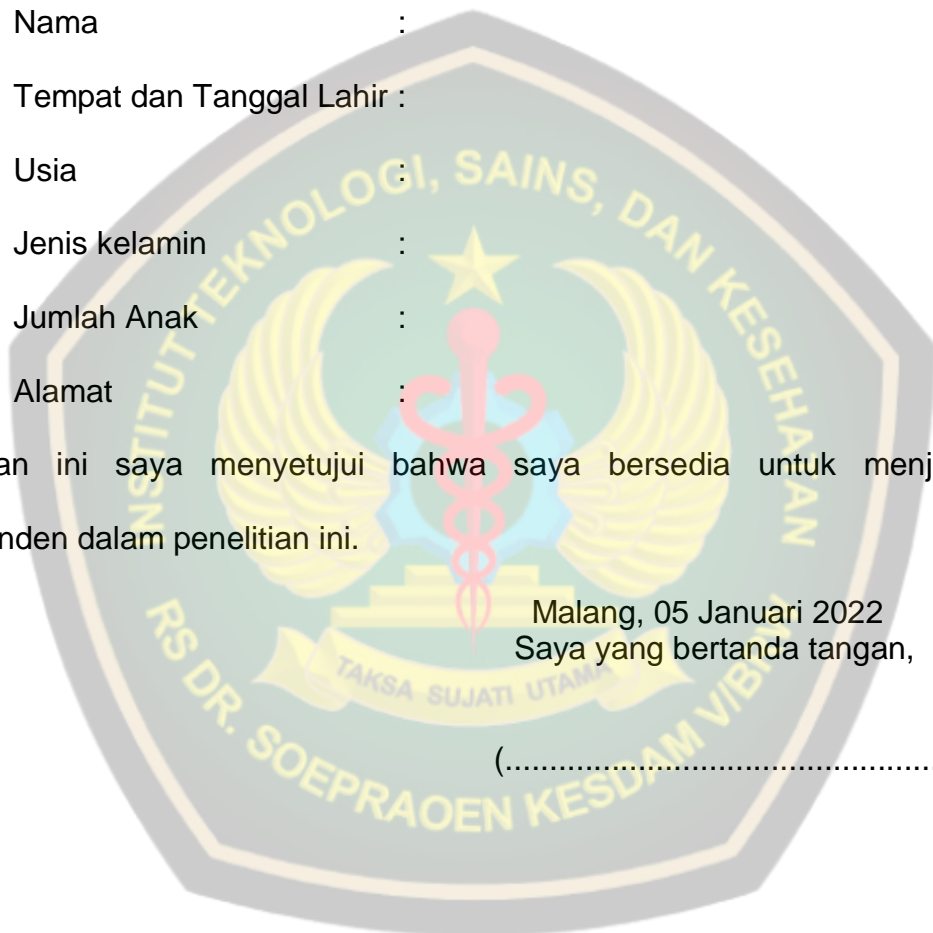 Nama :
Tempat dan Tanggal Lahir :
Usia :
Jenis kelamin :
Jumlah Anak :
Alamat :
an ini saya menyetujui bahwa saya bersedia untuk menj
nden dalam penelitian ini.
Malang, 05 Januari 2022
Saya yang bertanda tangan,
(................................................
INSTITUT TEKNOLOGI, SAINS, DAN KESEHATAN
TAKSA SUJATI UTAMA
RS DR. SOEPRAOEN KESDAM V/BRW